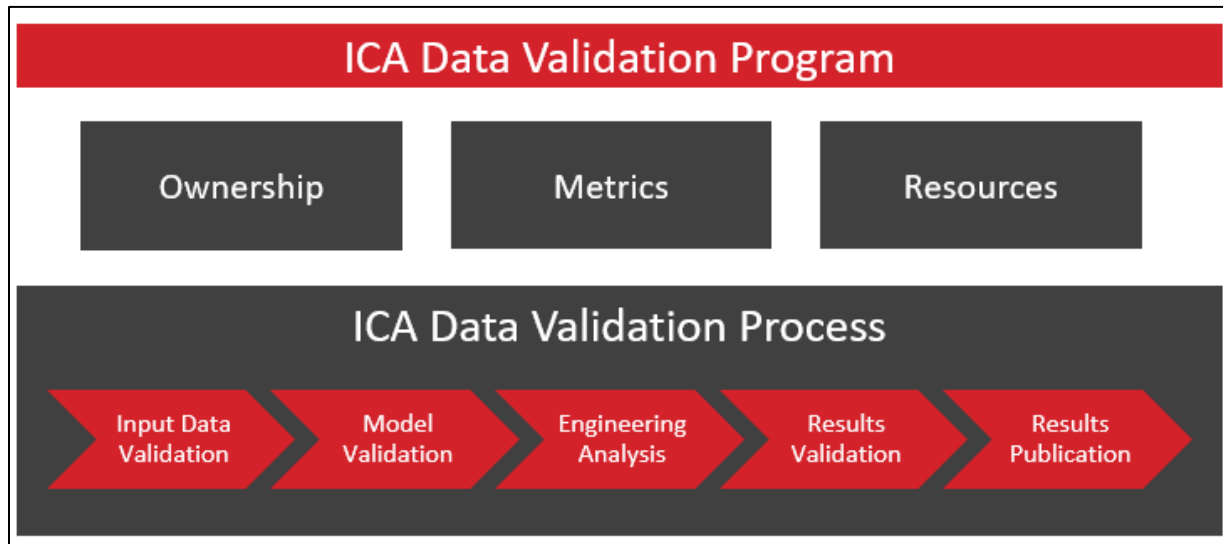 ICA Data Validation Program
Ownership
Metrics
Resources
ICA Data Validation Process
Input Data
Validation
Model
Validation
Engineering
Analysis
Results
Validation
Results
Publication